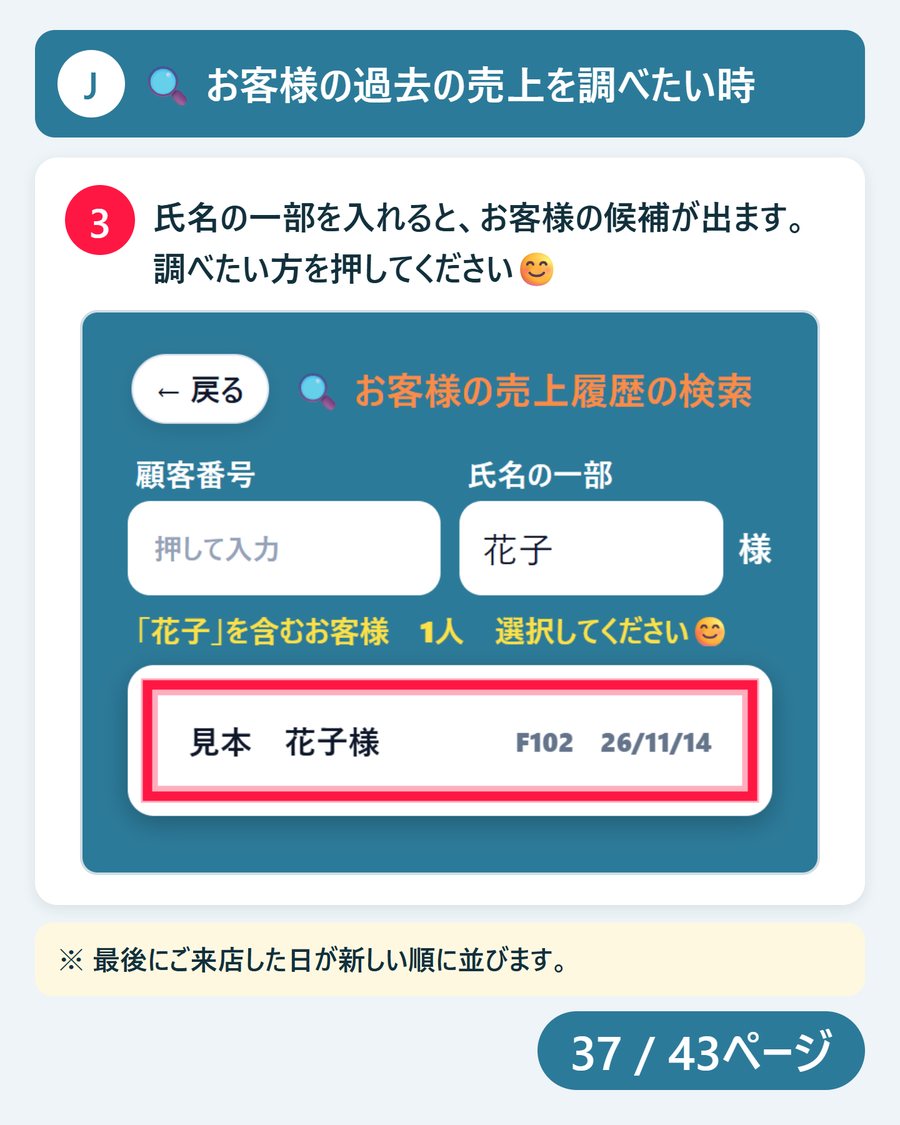 J 🔍 お客様の過去の売上を調べたい時
3 氏名の一部を入れると、お客様の候補が出ます。
調べたい方を押してください😊
← 戻る 🔍 お客様の売上履歴の検索
顧客番号 氏名の一部
押して入力 花子 様
「花子」を含むお客様　1人　選択してください😊
見本　花子様 F102 26/11/14
※ 最後にご来店した日が新しい順に並びます。
37 / 43ページ